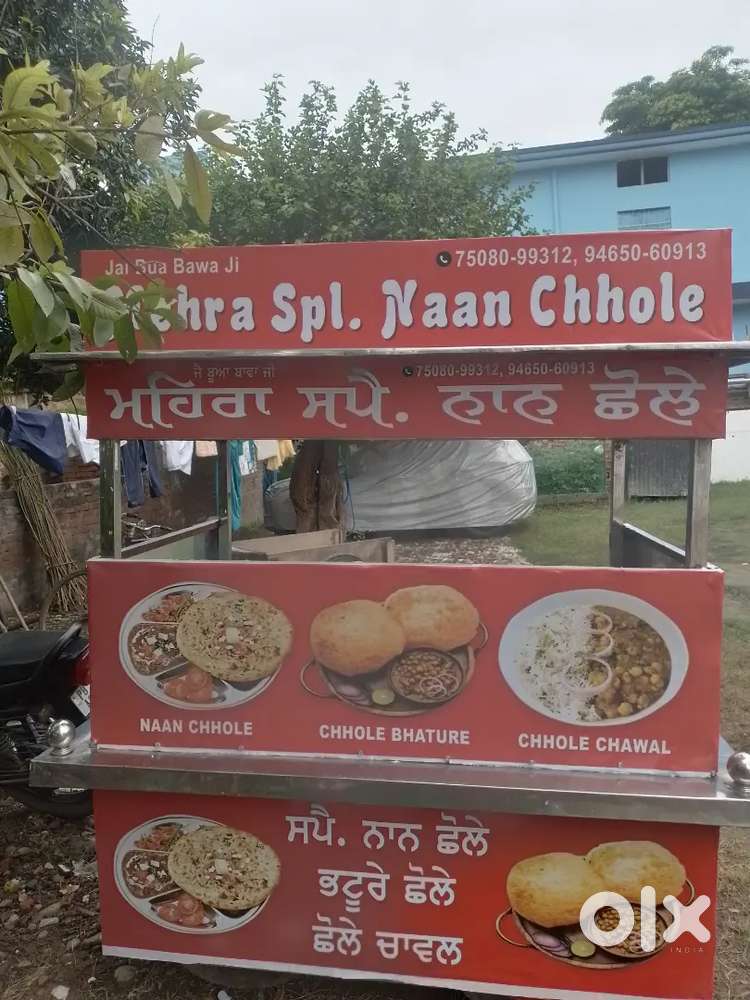 Jai Bua Bawa Ji
75080-99312, 94650-60913
Spl. Naan Chhole
ਜੈ ਬੂਆ ਬਾਵਾ ਜੀ
75080-99312, 94650-60913
ਮਹਿਰਾ ਸਪੈ. ਨਾਨ ਛੋਲੇ
NAAN CHHOLE
CHHOLE BHATURE
CHHOLE CHAWAL
ਸਪੈ. ਨਾਨ ਛੋਲੇ
ਭਟੂਰੇ ਛੋਲੇ
ਛੋਲੇ ਚਾਵਲ
olx
INDIA